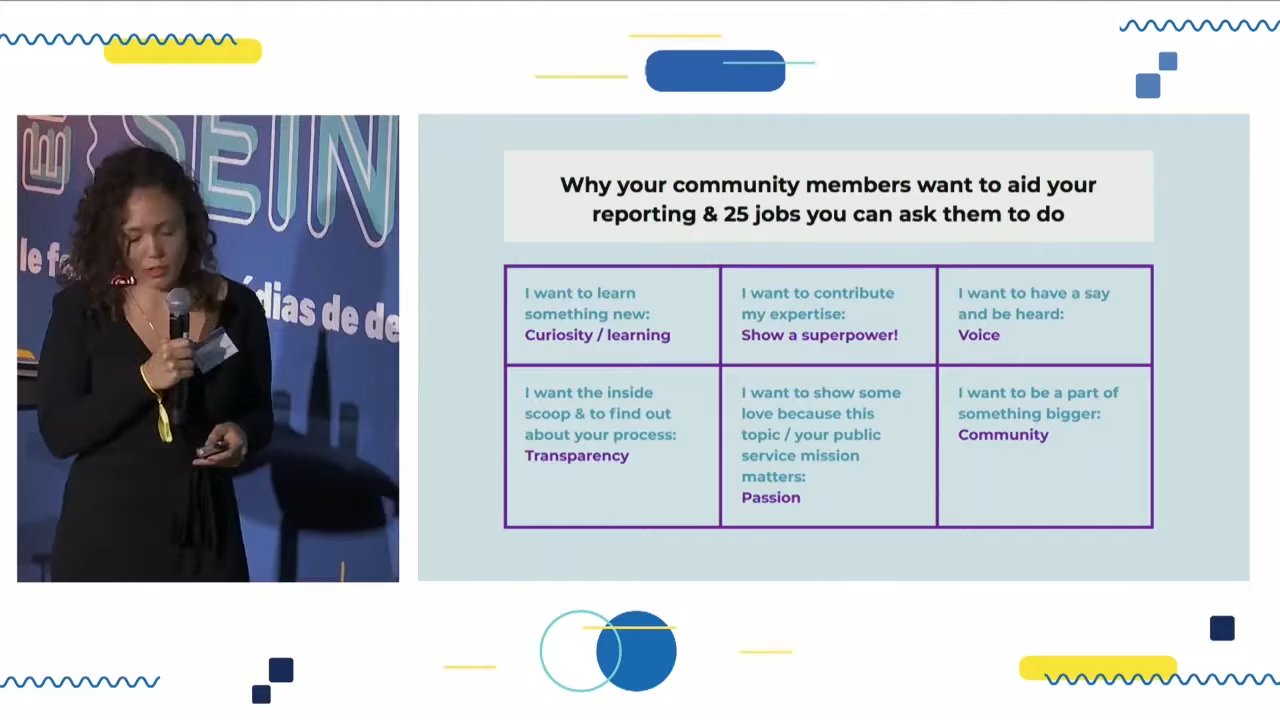 SEIN
le f
édias de de
Why your community members want to aid your
reporting & 25 jobs you can ask them to do
I want to learn
something new:
Curiosity / learning
I want to contribute
my expertise:
Show a superpower!
I want to have a say
and be heard:
Voice
I want the inside
scoop & to find out
about your process:
Transparency
I want to show some
love because this
topic / your public
service mission
matters:
Passion
I want to be a part of
something bigger:
Community